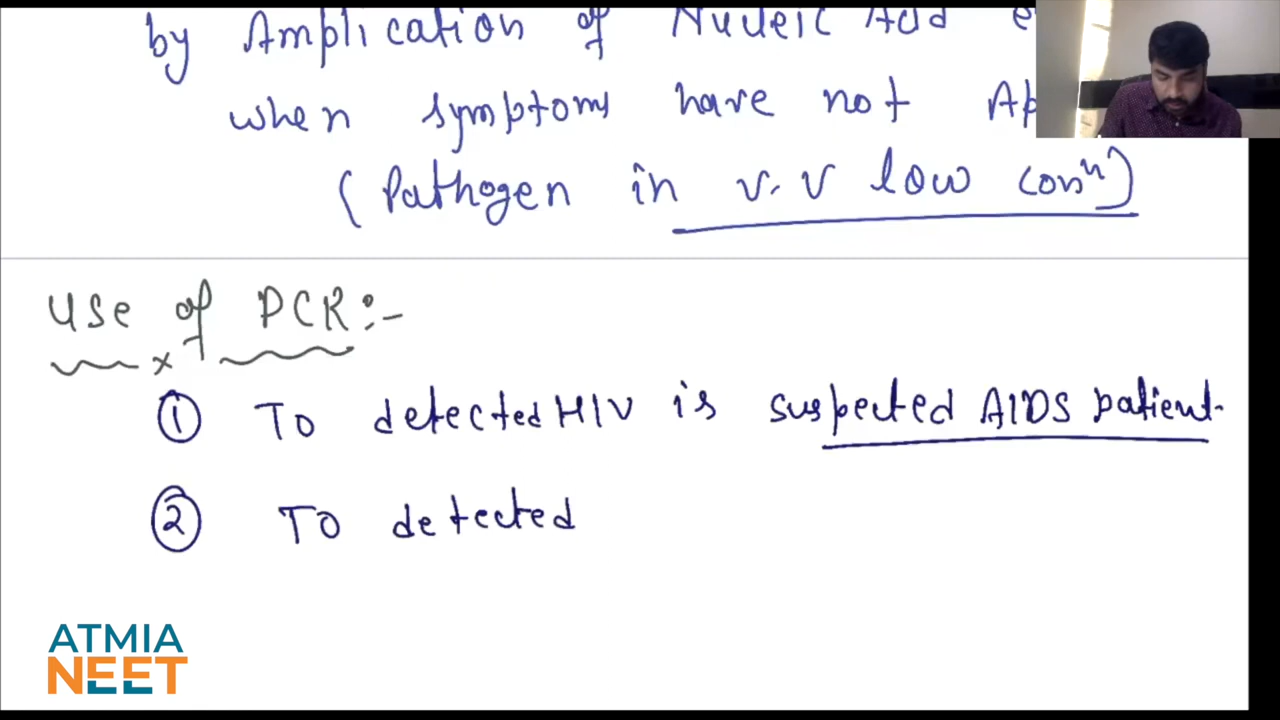 by Amplication of Nucleic Acid
when symptoms have not Ap
(Pathogen in v.v low conⁿ)
Use of PCR:-
① To detected HIV is suspected AIDS patient.
② To detected
ATMIA
NEET